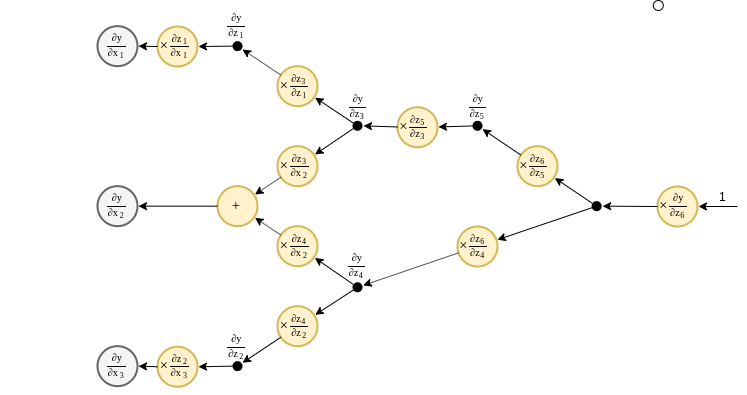 ∂y/∂z₁
∂y/∂x₁
×∂z₁/∂x₁
×∂z₃/∂z₁
∂y/∂z₃
∂y/∂z₅
×∂z₅/∂z₃
×∂z₃/∂x₂
×∂z₆/∂z₅
∂y/∂x₂
+
×∂y/∂z₆
1
×∂z₄/∂x₂
×∂z₆/∂z₄
∂y/∂z₄
×∂z₄/∂z₂
∂y/∂z₂
∂y/∂x₃
×∂z₂/∂x₃